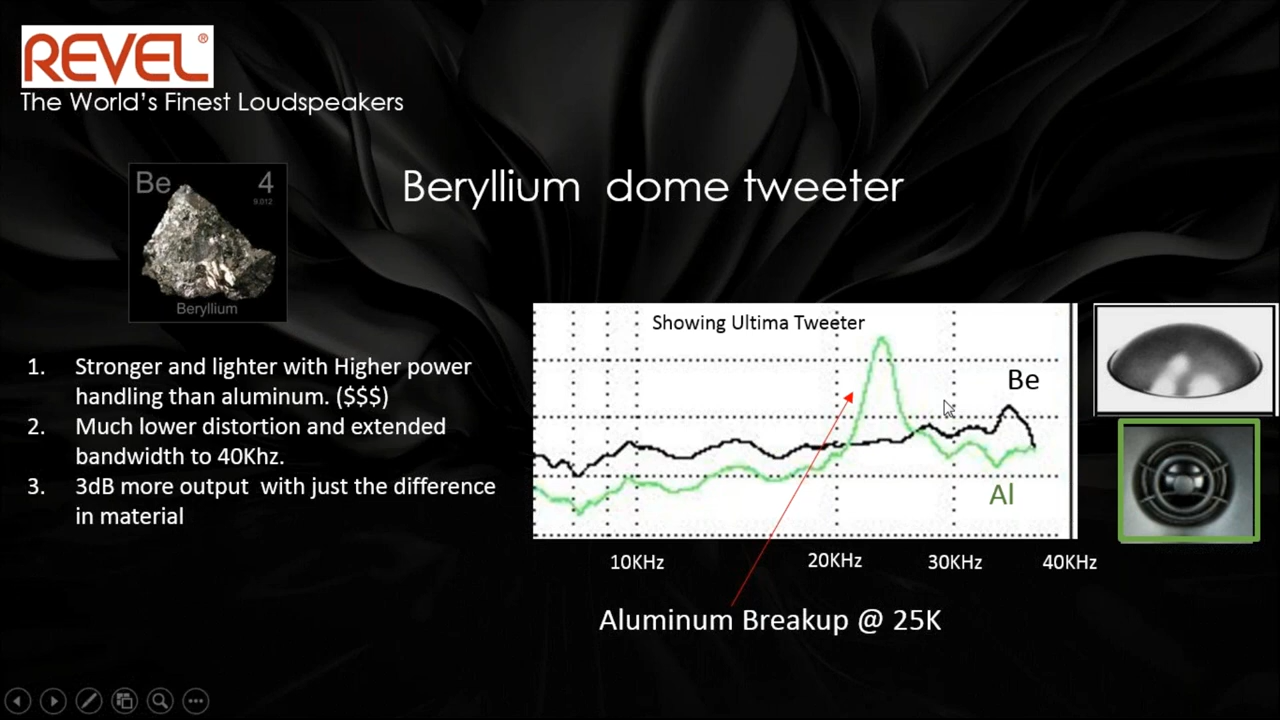 REVEL®
The World's Finest Loudspeakers
Be 4
9.012
Beryllium
Beryllium dome tweeter
1. Stronger and lighter with Higher power
handling than aluminum. ($$$)
2. Much lower distortion and extended
bandwidth to 40Khz.
3. 3dB more output with just the difference
in material
Showing Ultima Tweeter
Be
Al
10KHz 20KHz 30KHz 40KHz
Aluminum Breakup @ 25K